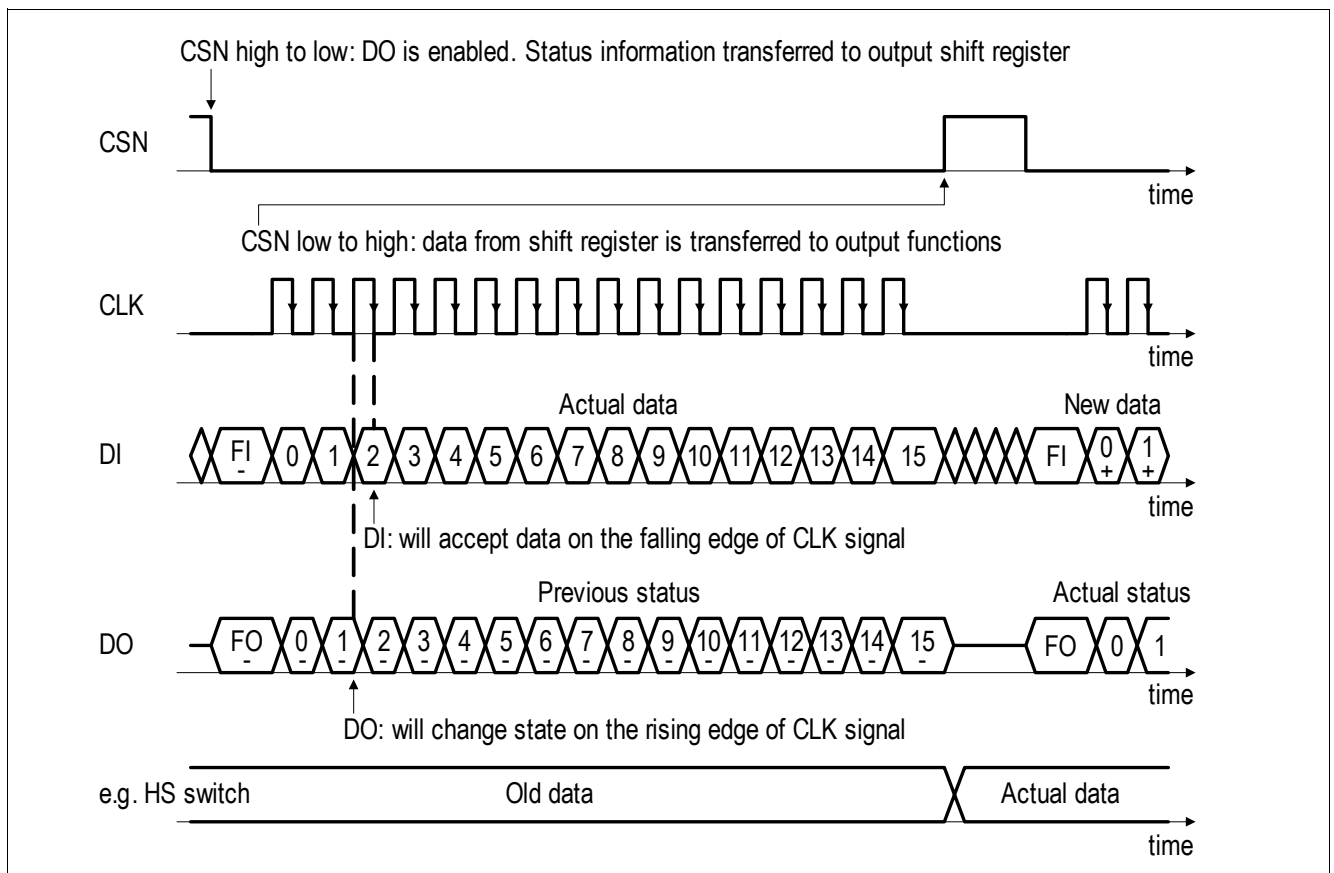 CSN high to low: DO is enabled. Status information transferred to output shift register
CSN
time
CSN low to high: data from shift register is transferred to output functions
CLK
time
Actual data
New data
DI
FI - 0 1 2 3 4 5 6 7 8 9 10 11 12 13 14 15 FI 0 + 1 +
time
DI: will accept data on the falling edge of CLK signal
Previous status
Actual status
DO
FO - 0 - 1 - 2 - 3 - 4 - 5 - 6 - 7 - 8 - 9 - 10 - 11 - 12 - 13 - 14 - 15 - FO 0 1
time
DO: will change state on the rising edge of CLK signal
e.g. HS switch
Old data
Actual data
time